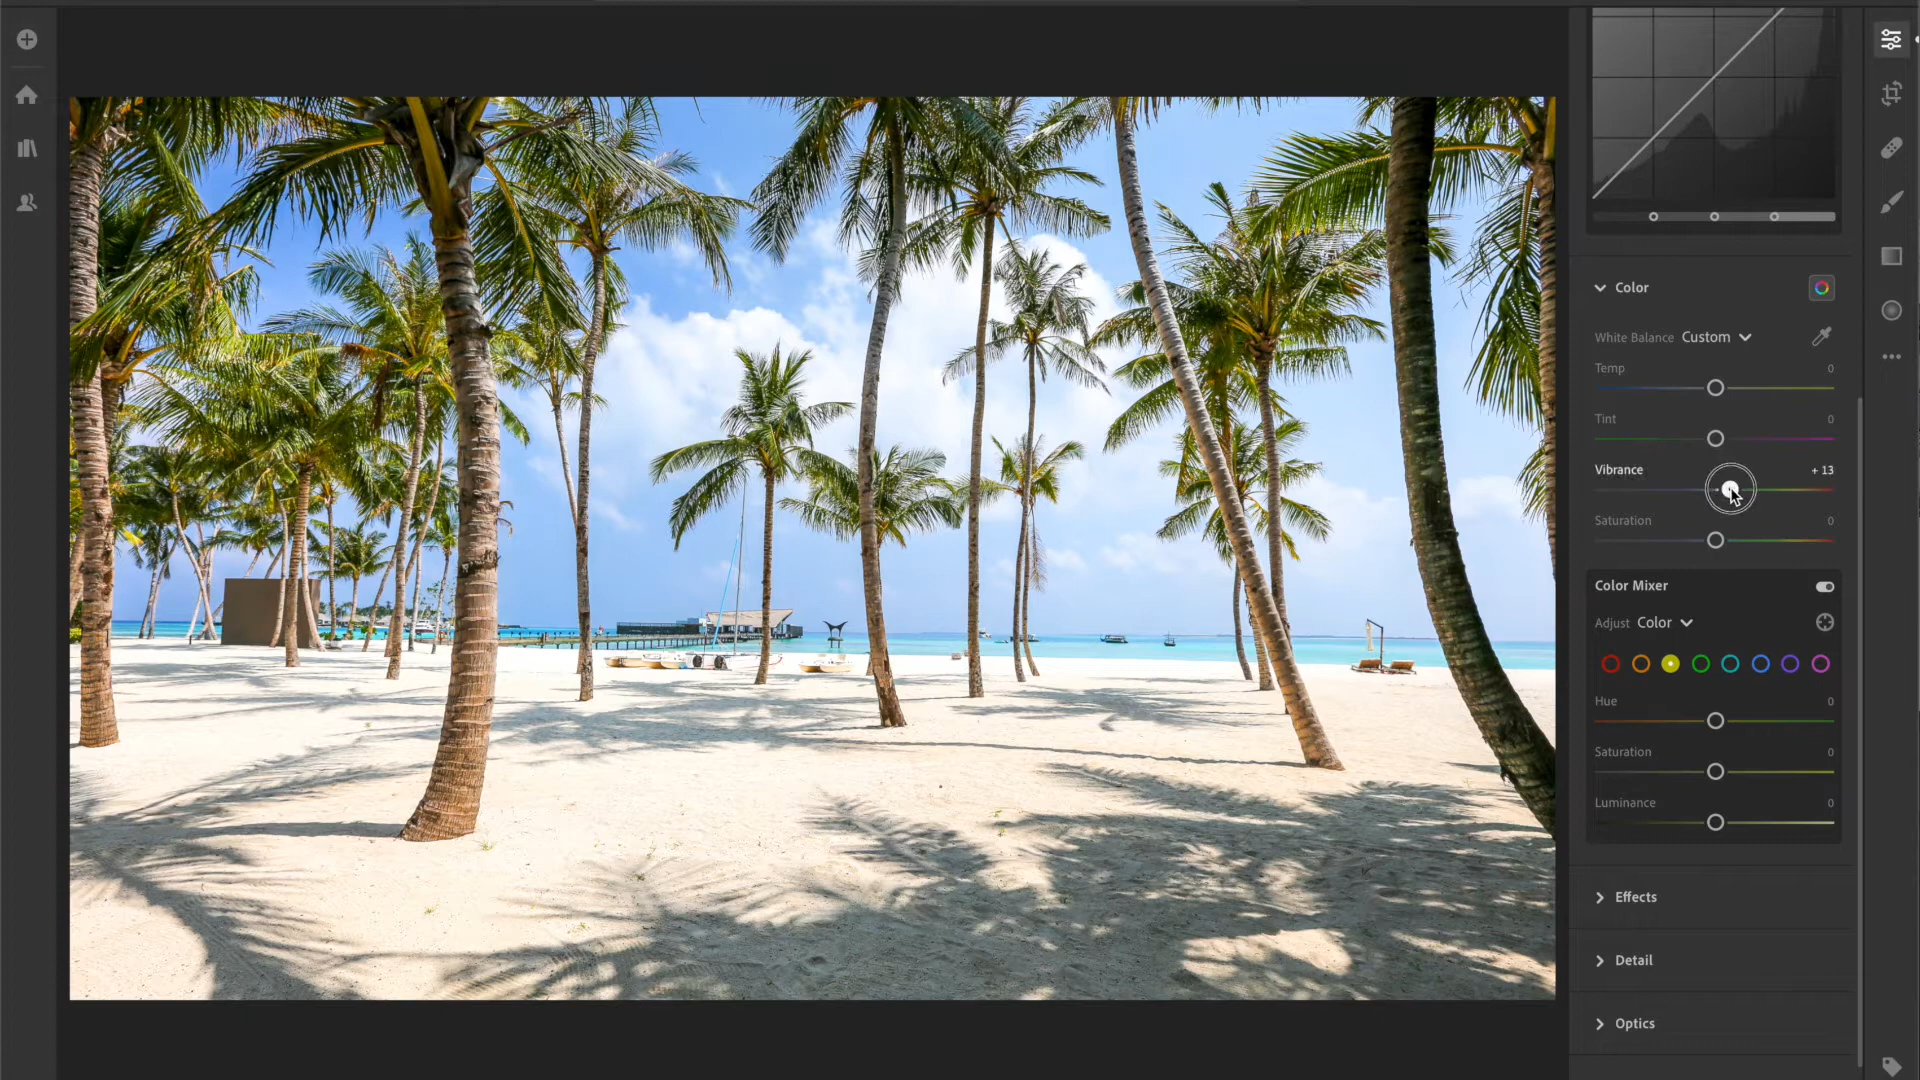 Color
White Balance Custom
Temp 0
Tint 0
Vibrance + 13
Saturation 0
Color Mixer
Adjust Color
Hue 0
Saturation 0
Luminance 0
Effects
Detail
Optics